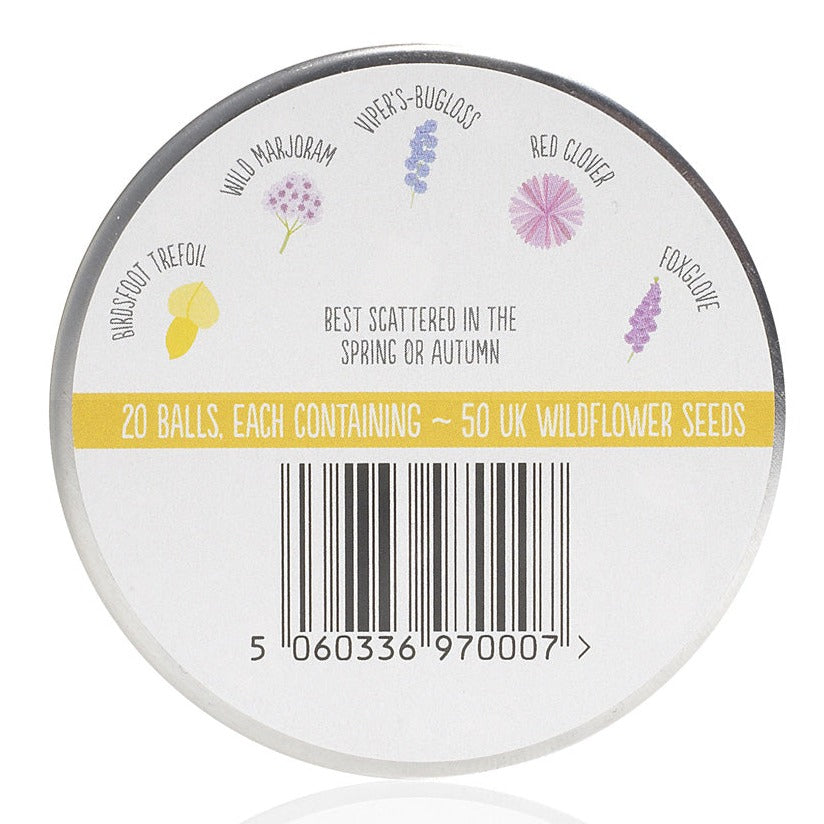 BIRDSFOOT TREFOIL
WILD MARJORAM
VIPER'S-BUGLOSS
RED CLOVER
FOXGLOVE
BEST SCATTERED IN THE
SPRING OR AUTUMN
20 BALLS, EACH CONTAINING ~ 50 UK WILDFLOWER SEEDS
5 060336 970007 >